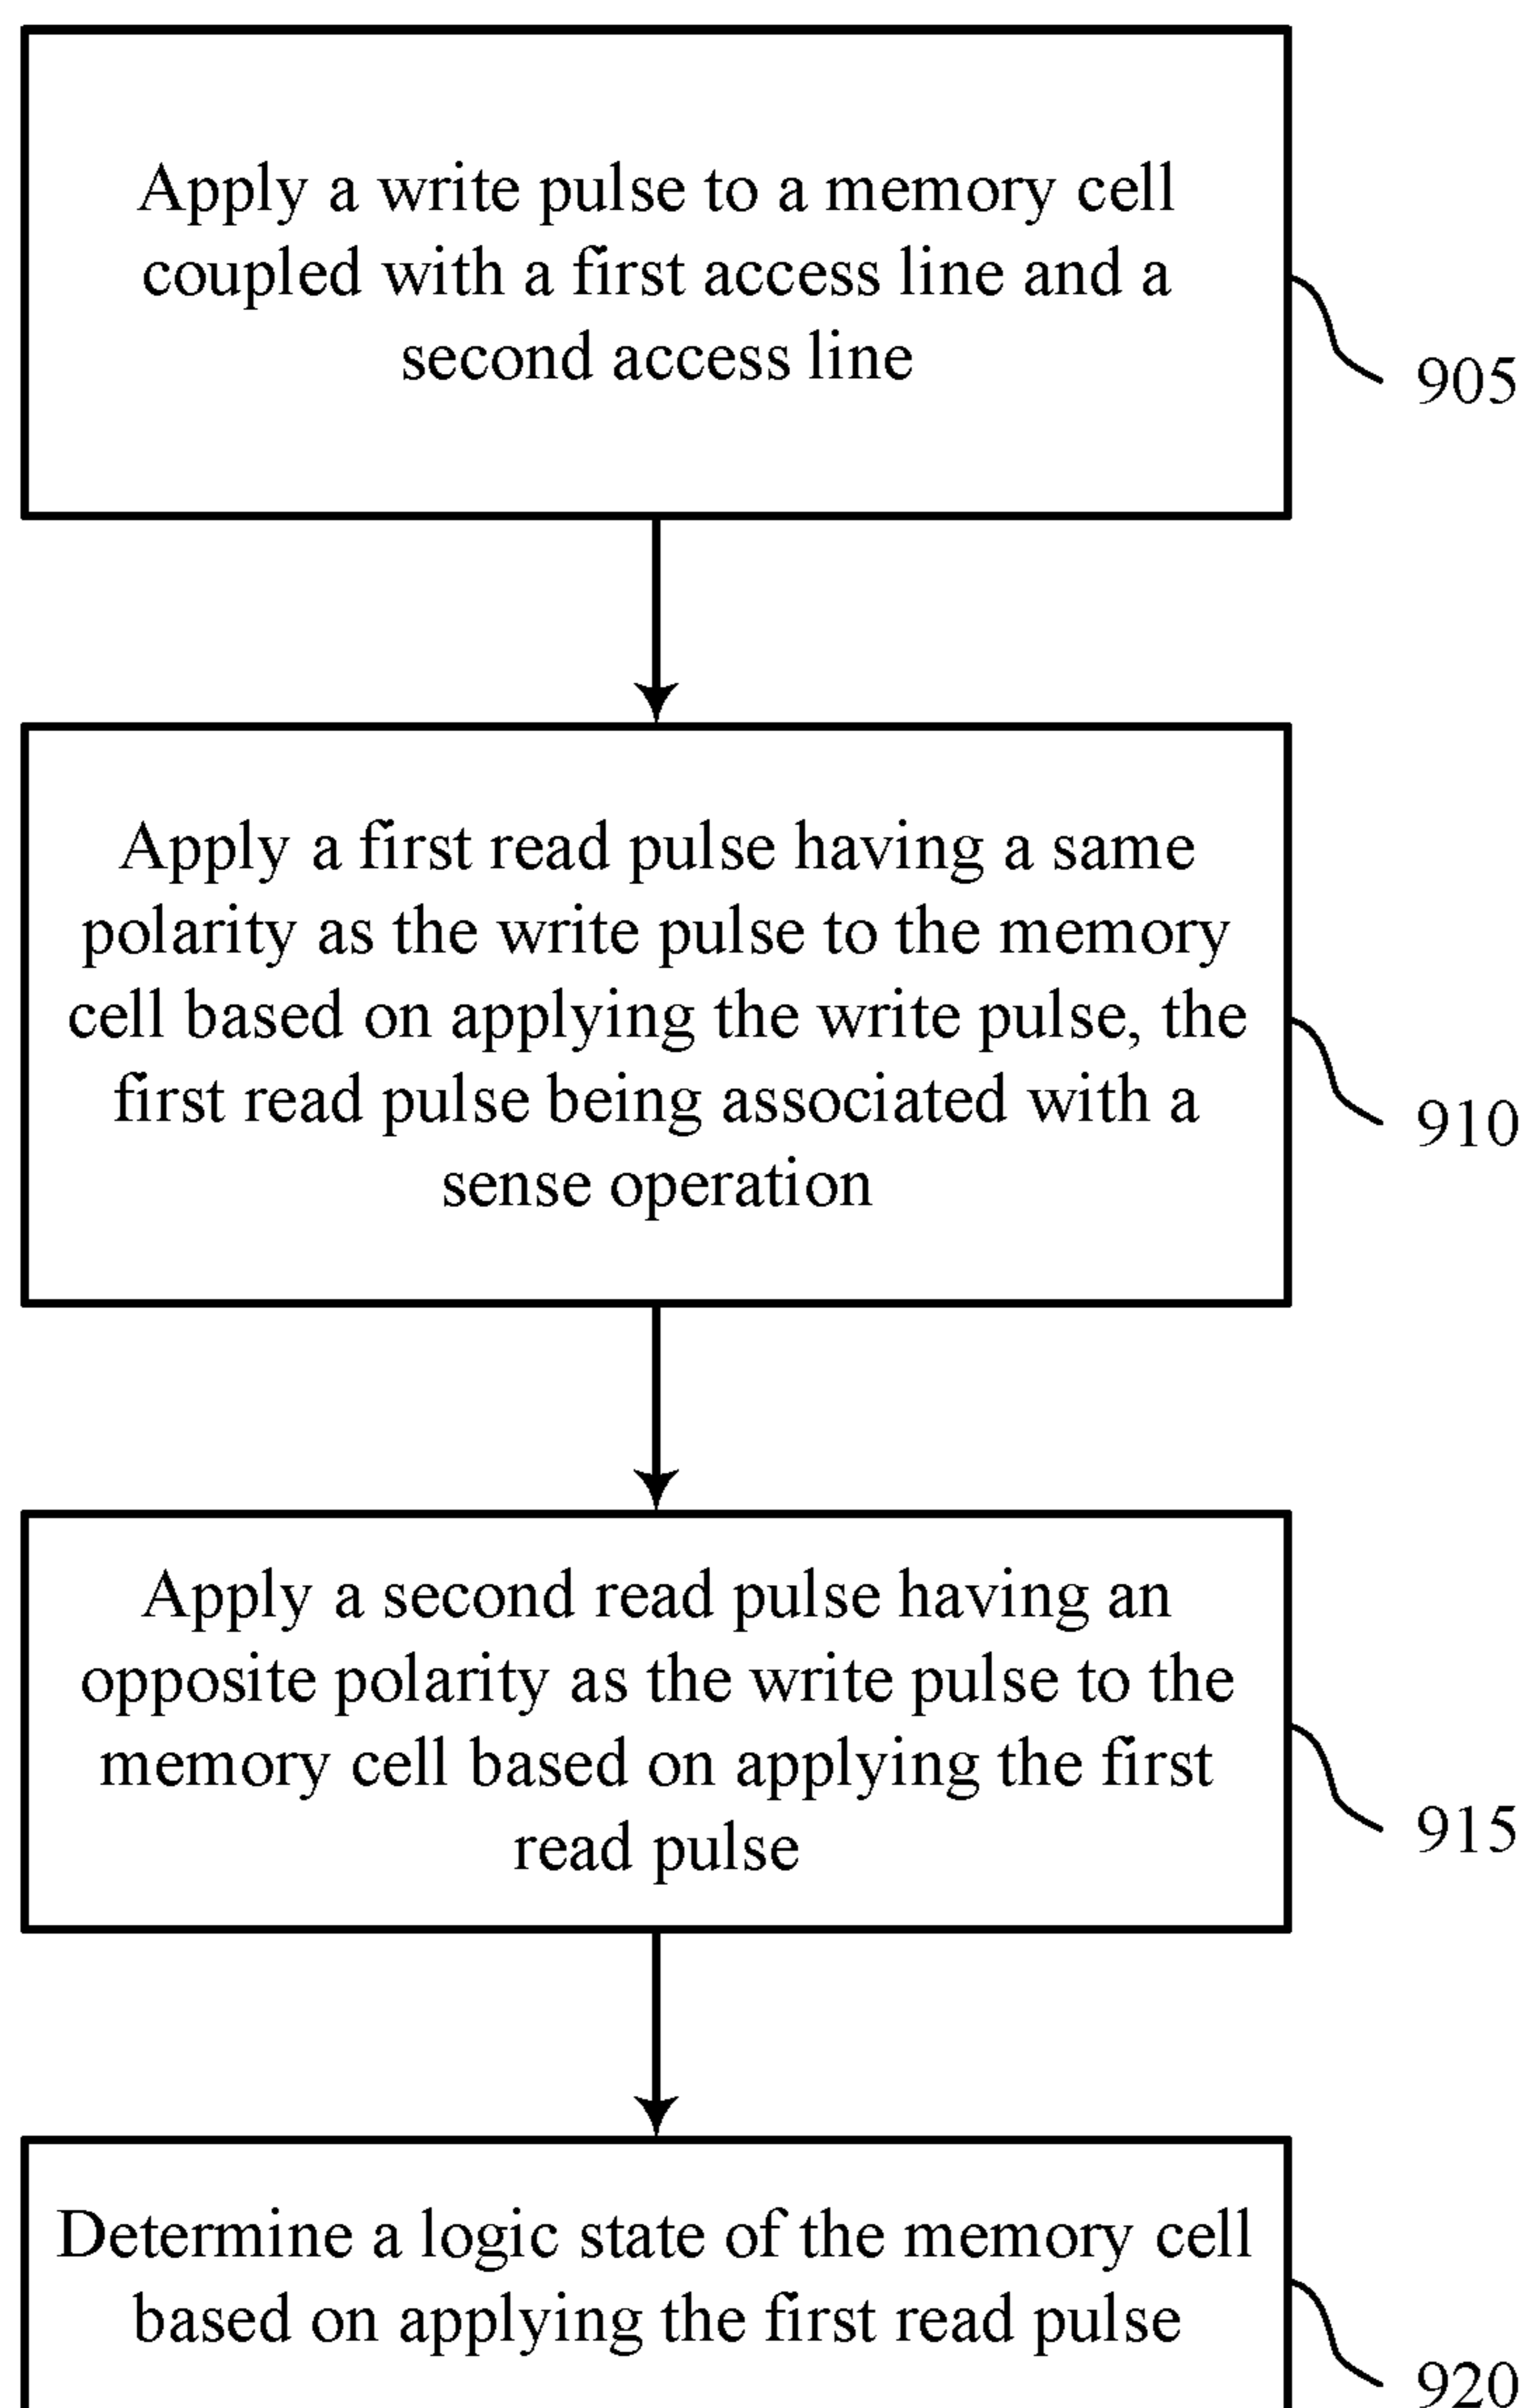 Apply a write pulse to a memory cell
coupled with a first access line and a
second access line
905
Apply a first read pulse having a same
polarity as the write pulse to the memory
cell based on applying the write pulse, the
first read pulse being associated with a
sense operation
910
Apply a second read pulse having an
opposite polarity as the write pulse to the
memory cell based on applying the first
read pulse
915
Determine a logic state of the memory cell
based on applying the first read pulse
920